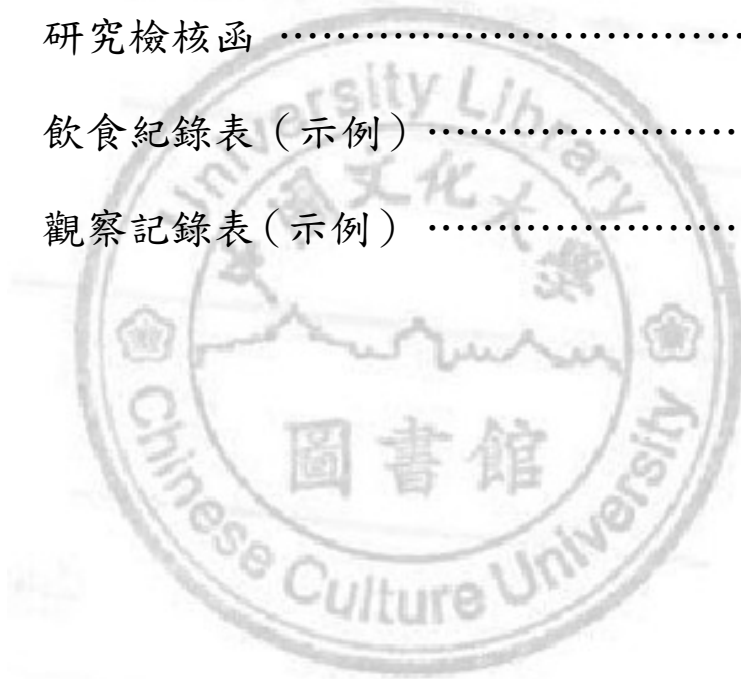 研究檢核函 ………………………………
飲食紀錄表（示例）……………………
觀察記錄表（示例） ……………………
University Library
中國文化大學
圖書館
Chinese Culture University